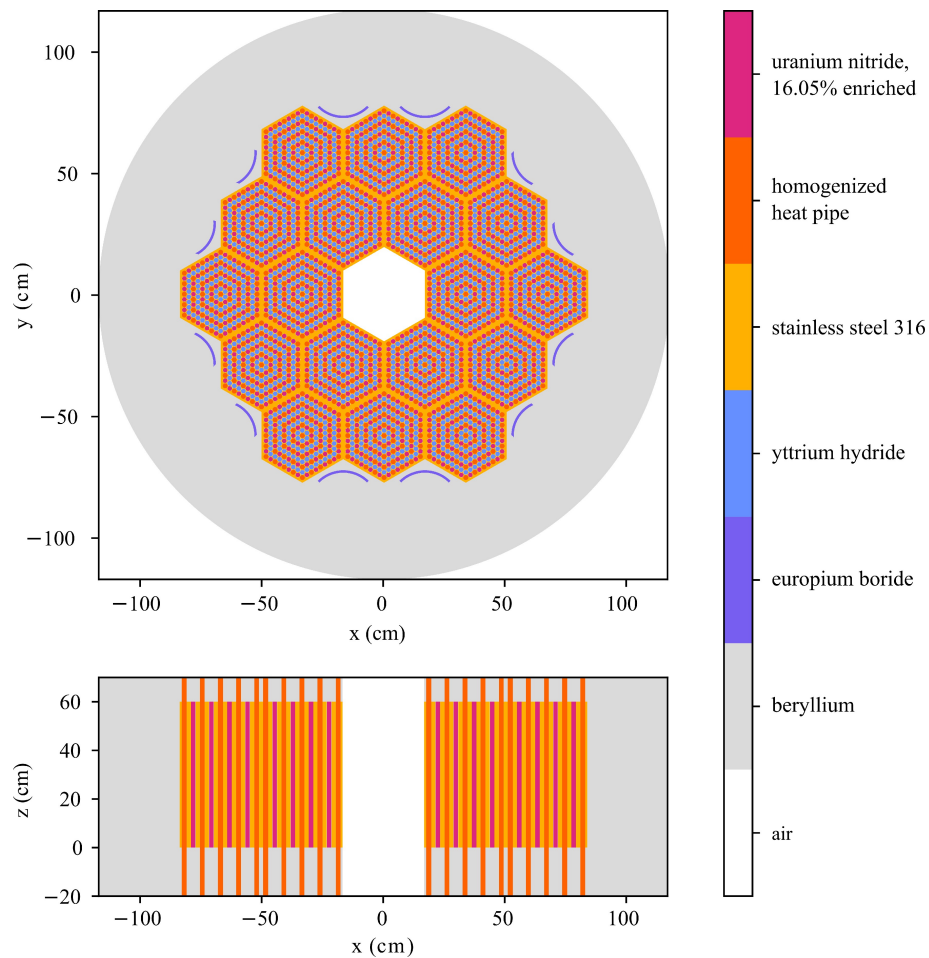 100
50
0
−50
−100
y (cm)
−100
−50
0
50
100
x (cm)
60
40
20
0
−20
z (cm)
−100
−50
0
50
100
x (cm)
uranium nitride,
16.05% enriched
homogenized
heat pipe
stainless steel 316
yttrium hydride
europium boride
beryllium
air